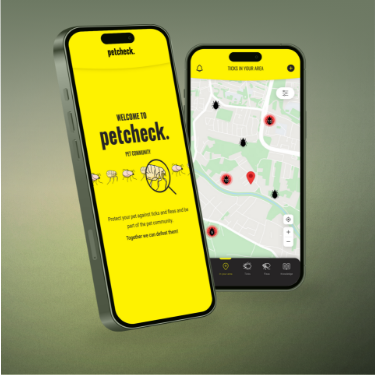 petcheck.
WELCOME TO
petcheck.
PET COMMUNITY
Protect your pet against ticks and fleas and be
part of the pet community.
Together we can defeat them!
TICKS IN YOUR AREA